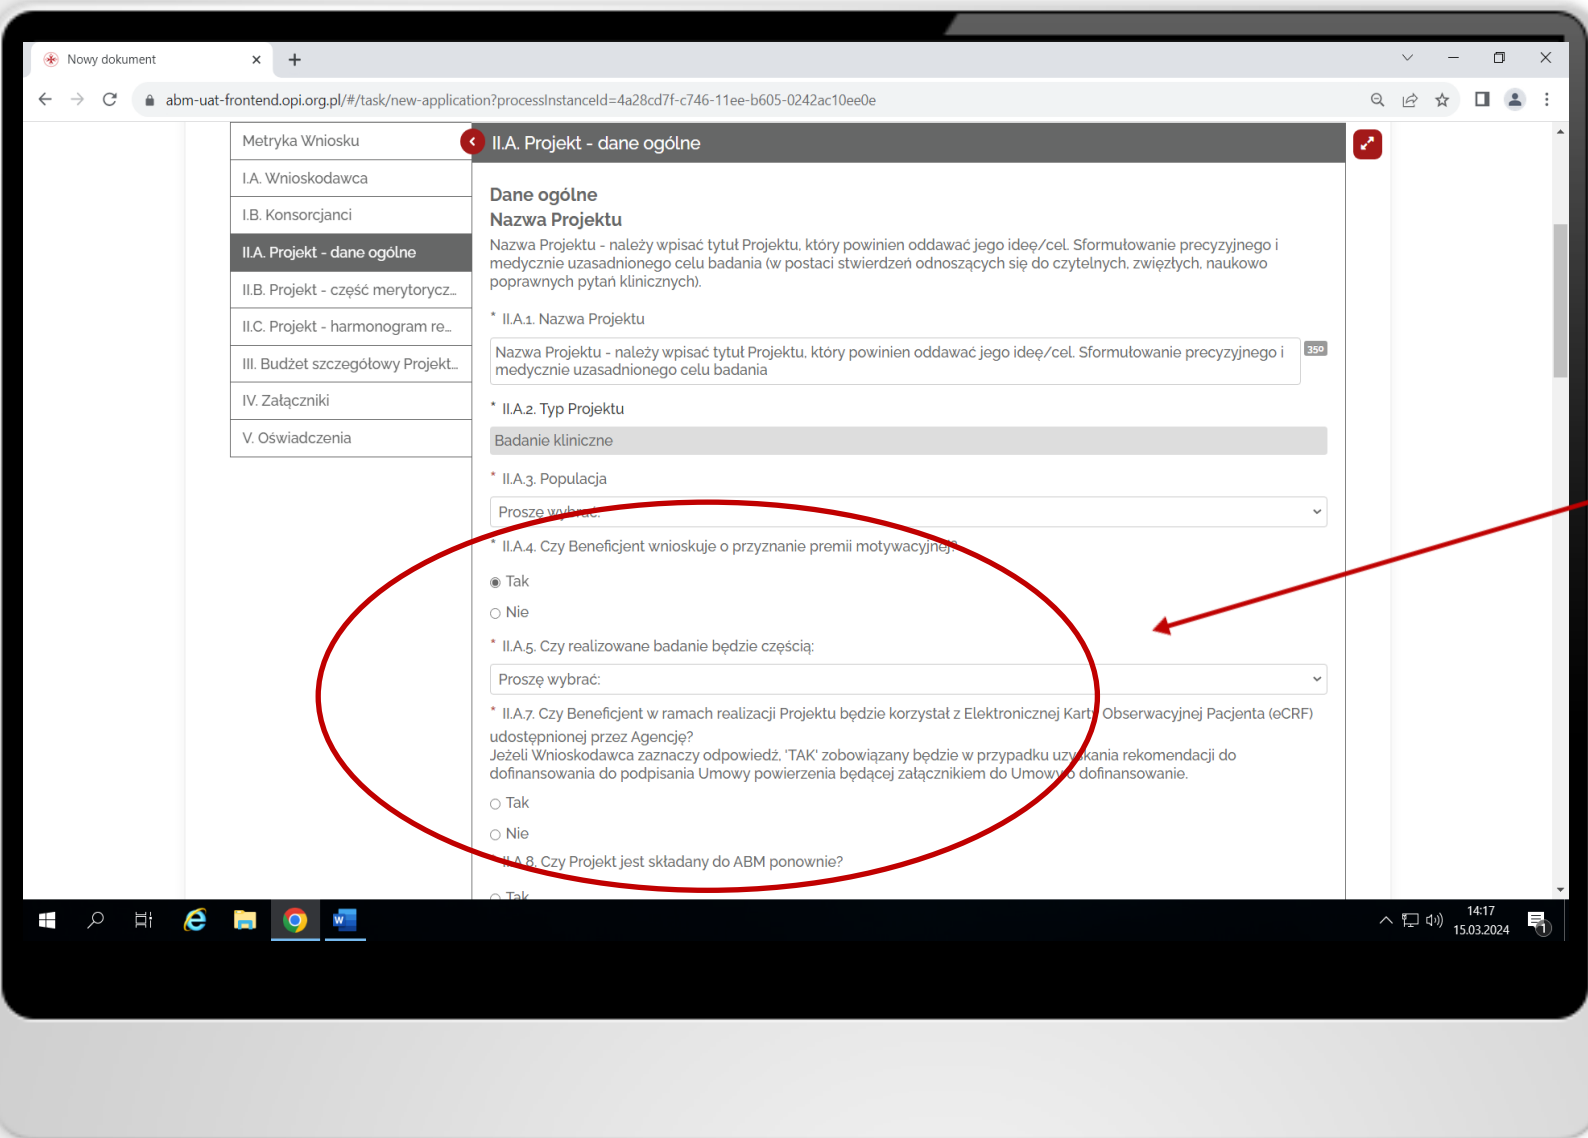 Nowy dokument
abm-uat-frontend.opi.org.pl/#/task/new-application?processInstanceId=4a28cd7f-c746-11ee-b605-0242ac10ee0e
Metryka Wniosku
I.A. Wnioskodawca
I.B. Konsorcjanci
II.A. Projekt - dane ogólne
II.B. Projekt - część merytorycz...
II.C. Projekt - harmonogram re...
III. Budżet szczegółowy Projekt...
IV. Załączniki
V. Oświadczenia
II.A. Projekt - dane ogólne
Dane ogólne
Nazwa Projektu
Nazwa Projektu - należy wpisać tytuł Projektu, który powinien oddawać jego ideę/cel. Sformułowanie precyzyjnego i
medycznie uzasadnionego celu badania (w postaci stwierdzeń odnoszących się do czytelnych, zwięzłych, naukowo
poprawnych pytań klinicznych).
* II.A.1. Nazwa Projektu
Nazwa Projektu - należy wpisać tytuł Projektu, który powinien oddawać jego ideę/cel. Sformułowanie precyzyjnego i
medycznie uzasadnionego celu badania
350
* II.A.2. Typ Projektu
Badanie kliniczne
* II.A.3. Populacja
Proszę wybrać:
* II.A.4. Czy Beneficjent wnioskuje o przyznanie premii motywacyjnej?
Tak
Nie
* II.A.5. Czy realizowane badanie będzie częścią:
Proszę wybrać:
* II.A.7. Czy Beneficjent w ramach realizacji Projektu będzie korzystał z Elektronicznej Karty Obserwacyjnej Pacjenta (eCRF)
udostępnionej przez Agencję?
Jeżeli Wnioskodawca zaznaczy odpowiedź, 'TAK' zobowiązany będzie w przypadku uzyskania rekomendacji do
dofinansowania do podpisania Umowy powierzenia będącej załącznikiem do Umowy o dofinansowanie.
Tak
Nie
II.A.8. Czy Projekt jest składany do ABM ponownie?
Tak
14:17
15.03.2024
1